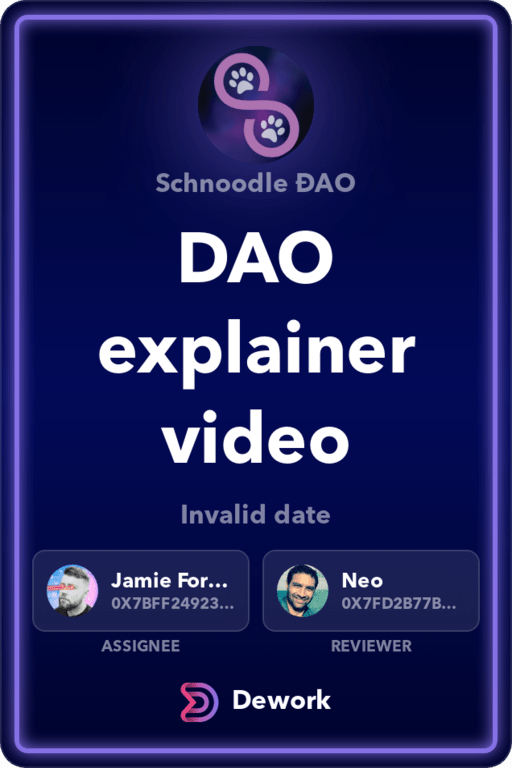 Schnoodle ĐAO
DAO
explainer
video
Invalid date
Jamie For...
0X7BFF24923...
ASSIGNEE
Neo
0X7FD2B77B...
REVIEWER
Dework